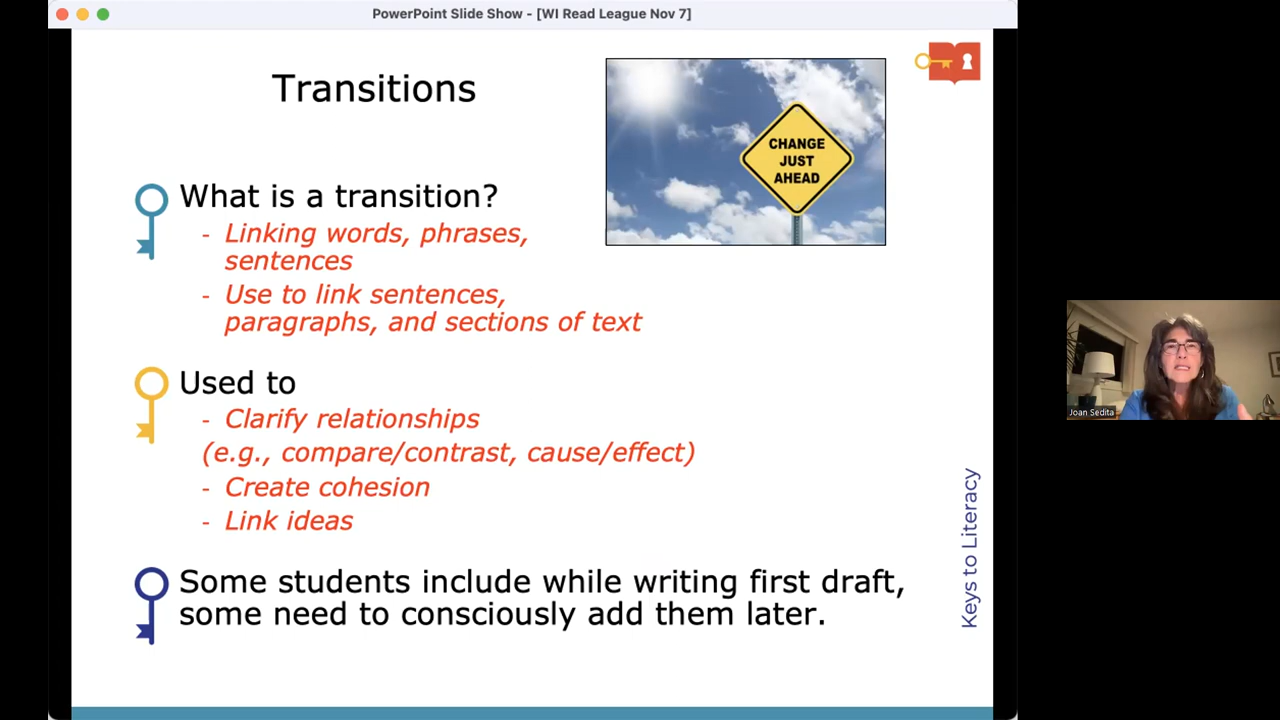 PowerPoint Slide Show - [WI Read League Nov 7]
Transitions
CHANGE
JUST
AHEAD
What is a transition?
- Linking words, phrases,
sentences
- Use to link sentences,
paragraphs, and sections of text
Used to
- Clarify relationships
(e.g., compare/contrast, cause/effect)
- Create cohesion
- Link ideas
Some students include while writing first draft,
some need to consciously add them later.
Keys to Literacy
Joan Sedita